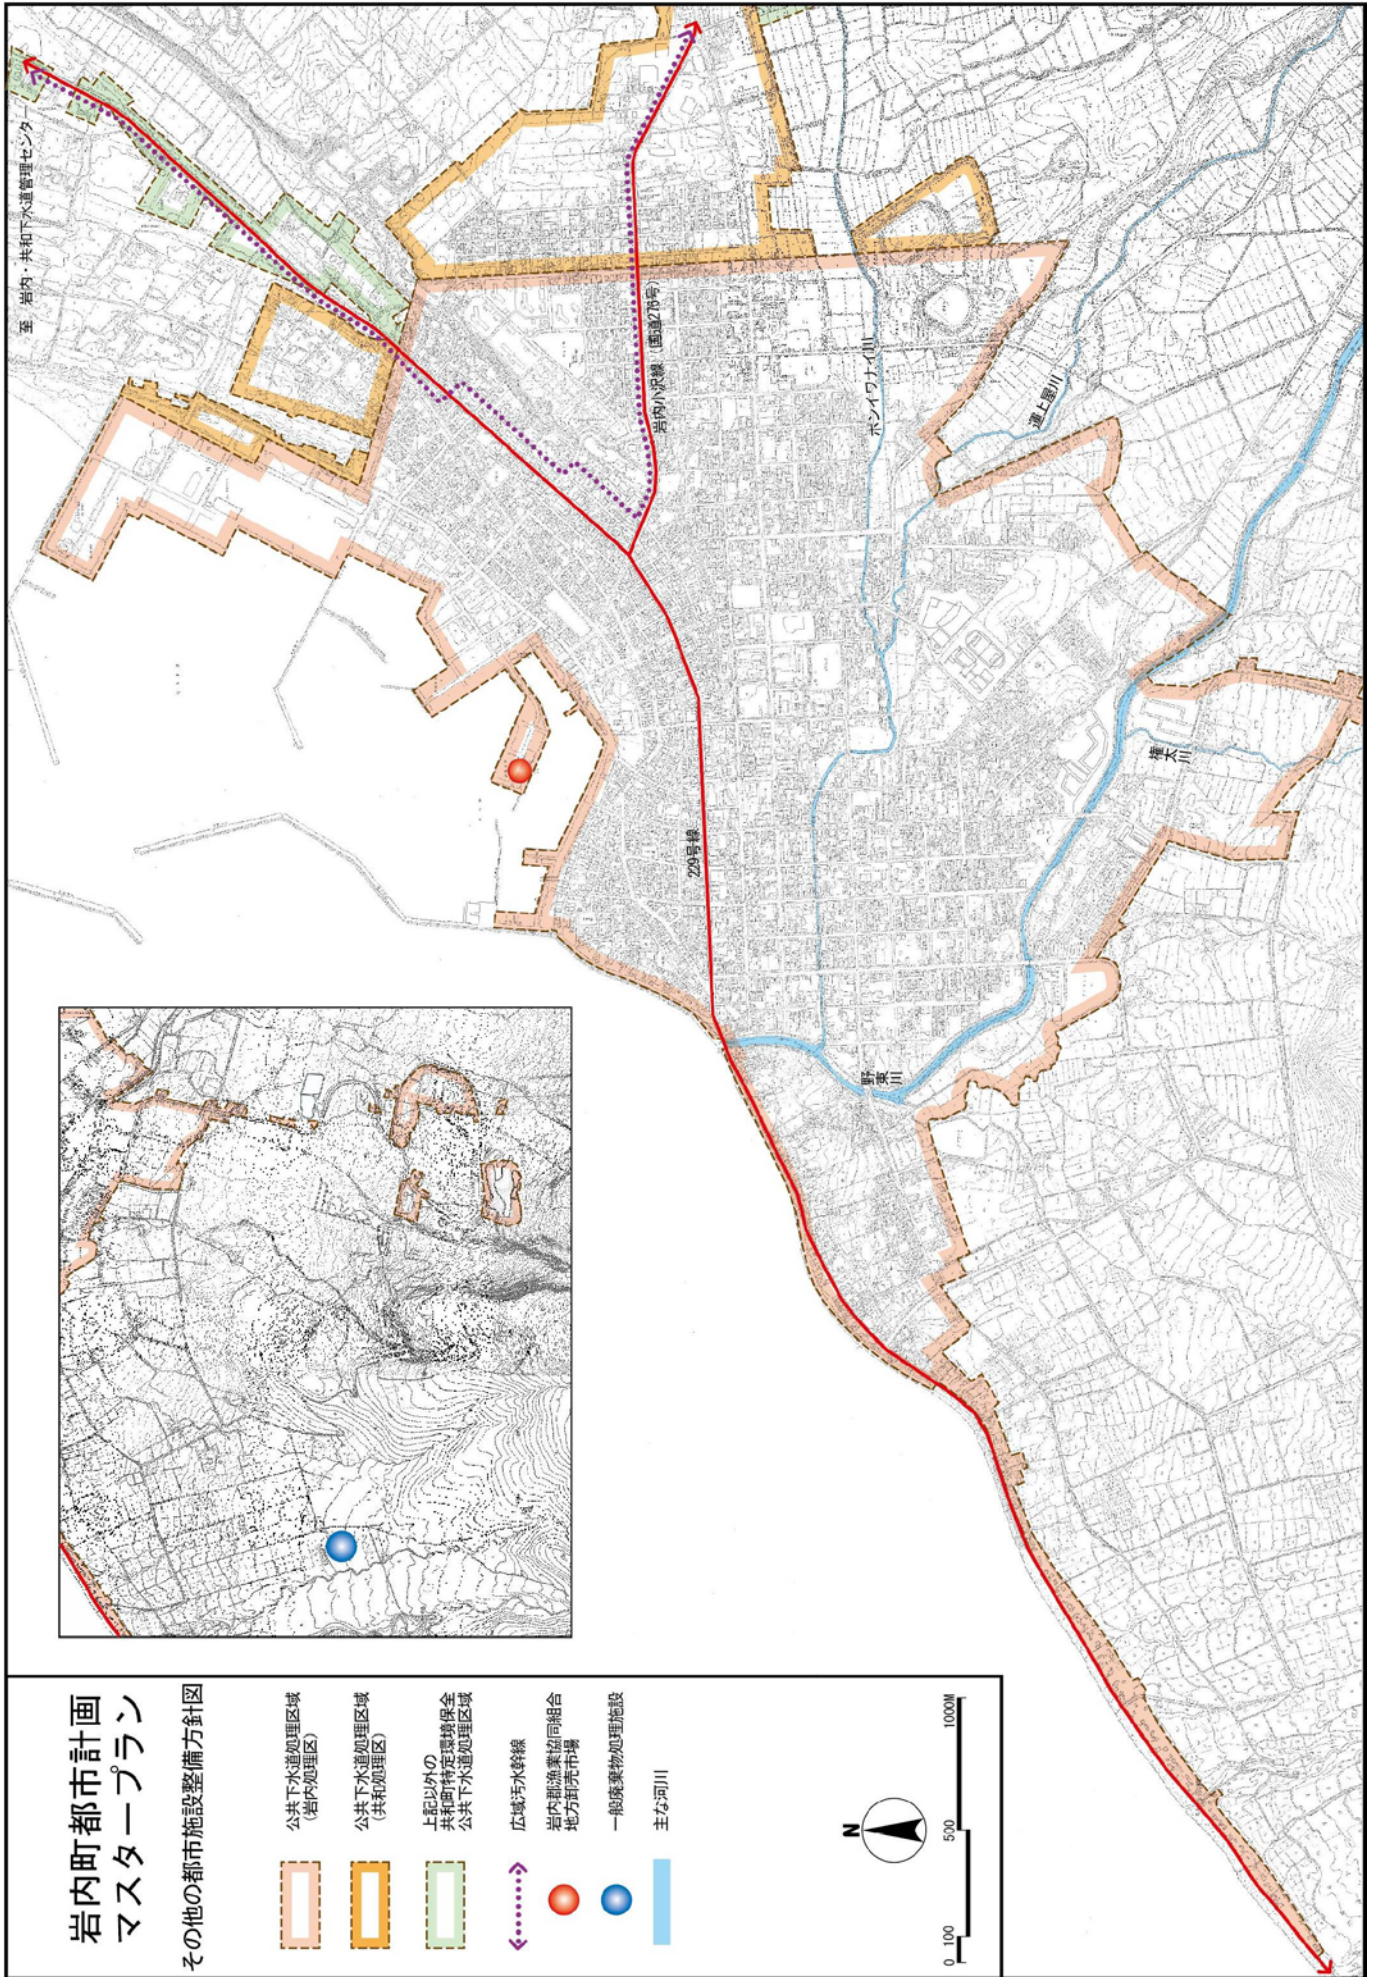 岩内町都市計画
マスタープラン
その他の都市施設整備方針図
公共下水道処理区域
(岩内処理区)
公共下水道処理区域
(共和処理区)
上記以外の
共和町特定環境保全
公共下水道処理区域
広域汚水幹線
岩内郡漁業協同組合
地方卸売市場
一般廃棄物処理施設
主な河川
N
0 100 500 1000M
至 岩内・共和下水道管理センター
岩内小沢線(国道276号)
229号線
ポンイワナイ川
運上屋川
野束川
権太川